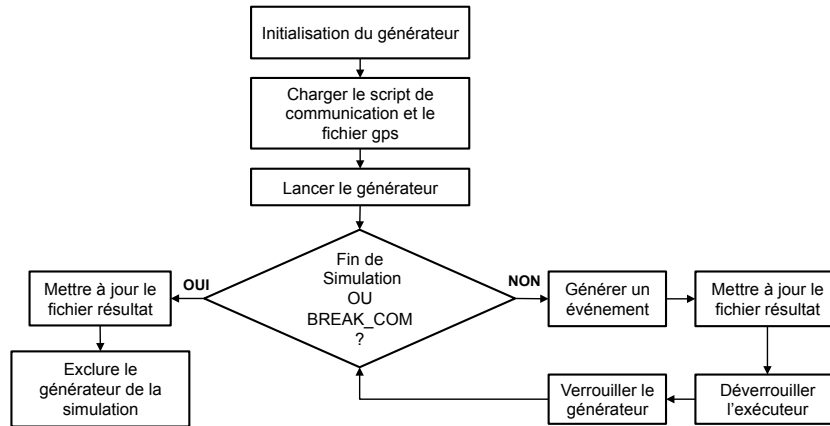 Initialisation du générateur
Charger le script de
communication et le
fichier gps
Lancer le générateur
Fin de
Simulation
OU
BREAK_COM
?
OUI
Mettre à jour le
fichier résultat
Exclure le
générateur de la
simulation
NON
Générer un
événement
Mettre à jour le
fichier résultat
Déverrouiller
l'exécuteur
Verrouiller le
générateur